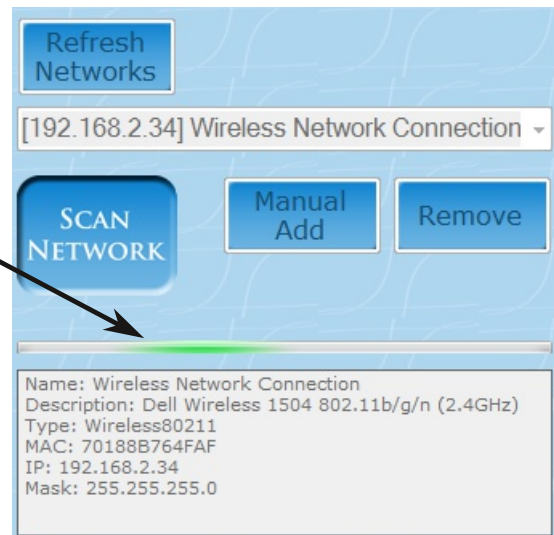 Refresh
Networks
[192.168.2.34] Wireless Network Connection
SCAN
NETWORK
Manual
Add
Remove
Name: Wireless Network Connection
Description: Dell Wireless 1504 802.11b/g/n (2.4GHz)
Type: Wireless80211
MAC: 70188B764FAF
IP: 192.168.2.34
Mask: 255.255.255.0